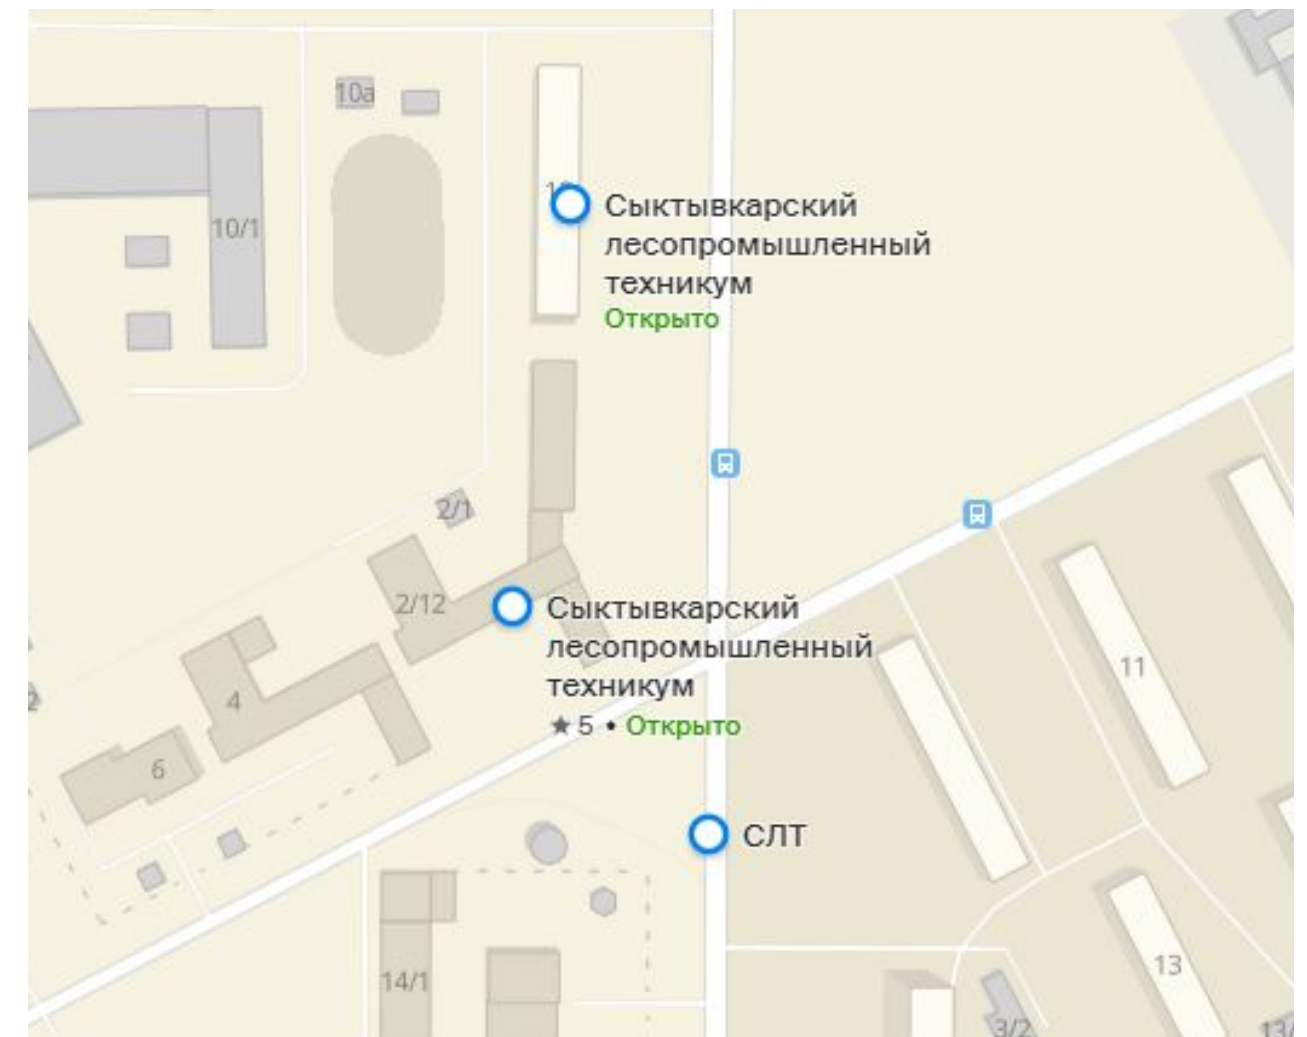 10а
10/1
Сыктывкарский
лесопромышленный
техникум
Открыто
2/1
2/12
Сыктывкарский
лесопромышленный
техникум
★ 5 • Открыто
4
6
11
СЛТ
14/1
13
3/2